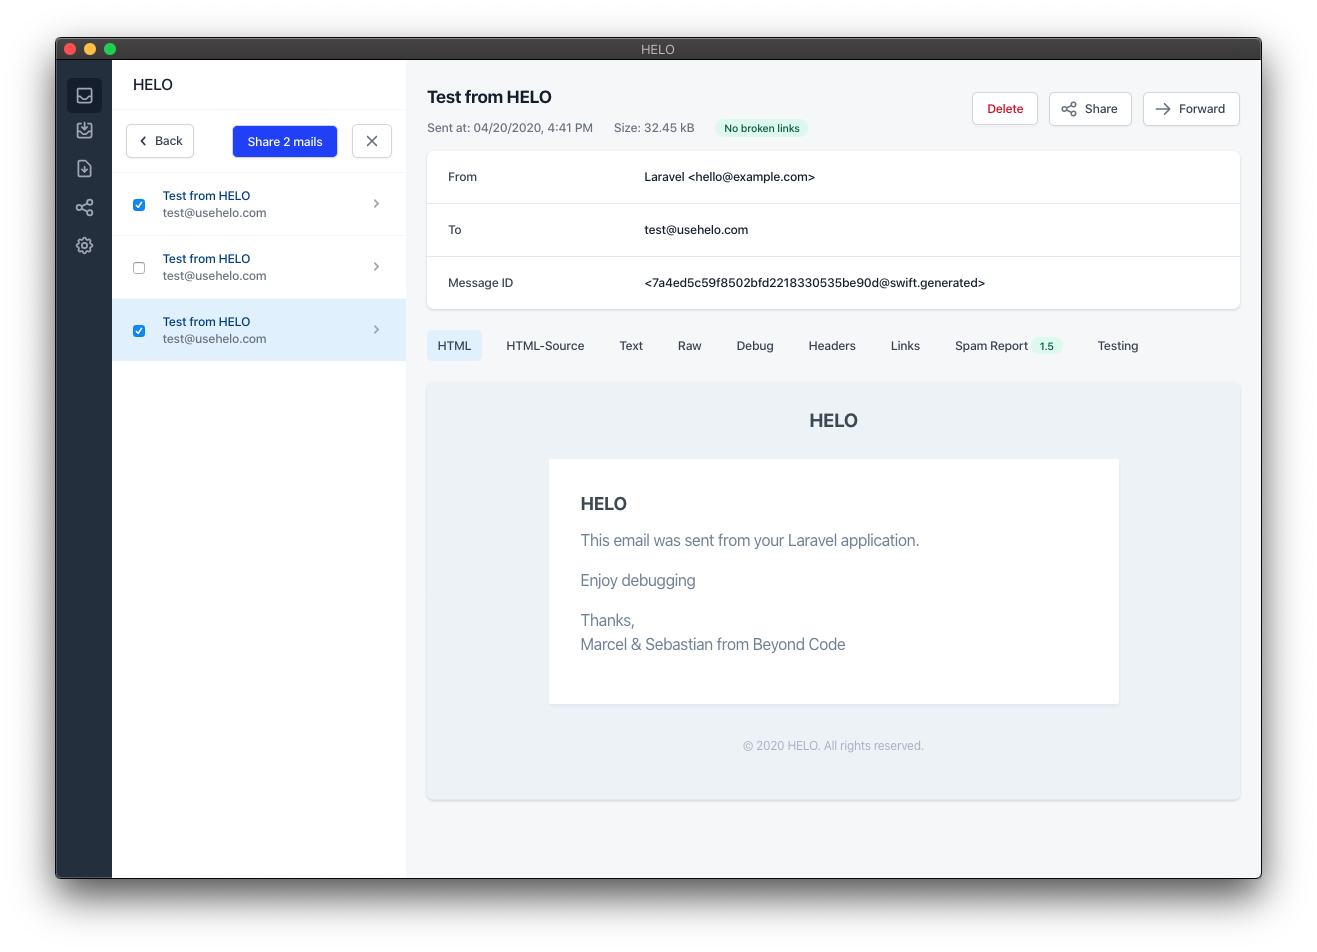 HELO
HELO
Back
Share 2 mails
Test from HELO
test@usehelo.com
Test from HELO
test@usehelo.com
Test from HELO
test@usehelo.com
Test from HELO
Sent at: 04/20/2020, 4:41 PM Size: 32.45 kB No broken links
Delete Share Forward
From Laravel <hello@example.com>
To test@usehelo.com
Message ID <7a4ed5c59f8502bfd2218330535be90d@swift.generated>
HTML HTML-Source Text Raw Debug Headers Links Spam Report 1.5 Testing
HELO
HELO
This email was sent from your Laravel application.
Enjoy debugging
Thanks,
Marcel & Sebastian from Beyond Code
© 2020 HELO. All rights reserved.